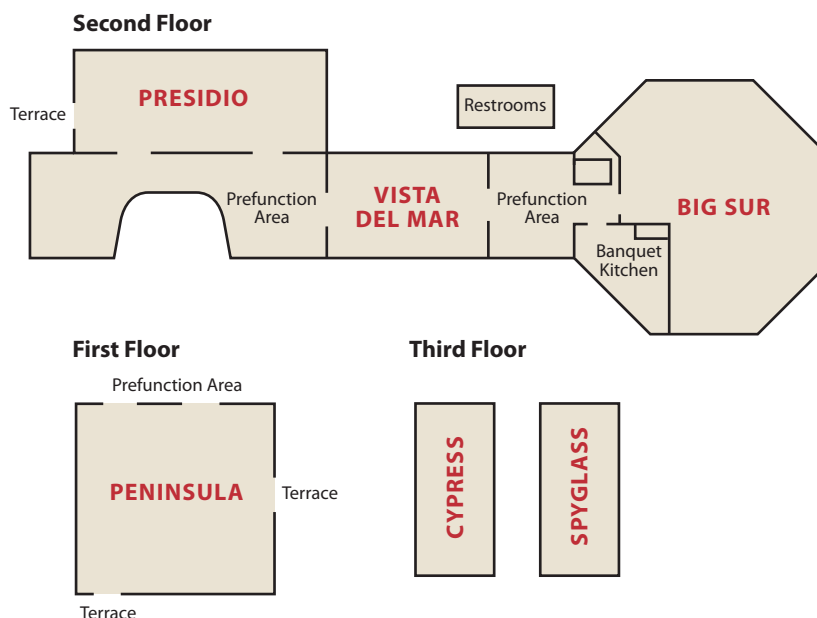 Second Floor
Terrace
PRESIDIO
Restrooms
Prefunction
Area
VISTA
DEL MAR
Prefunction
Area
BIG SUR
Banquet
Kitchen
First Floor
Prefunction Area
PENINSULA
Terrace
Terrace
Third Floor
CYPRESS
SPYGLASS